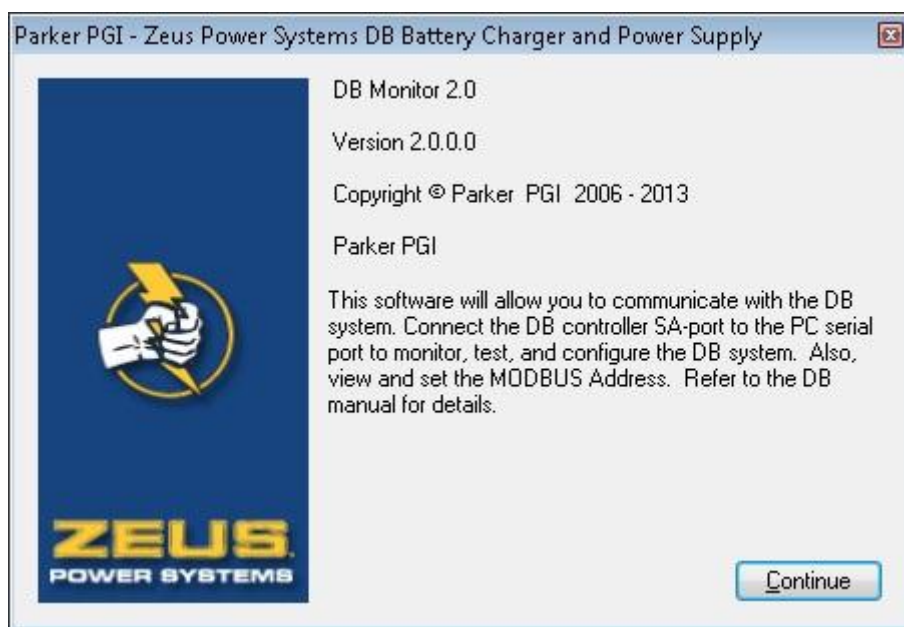 Parker PGI - Zeus Power Systems DB Battery Charger and Power Supply
DB Monitor 2.0
Version 2.0.0.0
Copyright © Parker PGI 2006 - 2013
Parker PGI
This software will allow you to communicate with the DB
system. Connect the DB controller SA-port to the PC serial
port to monitor, test, and configure the DB system. Also,
view and set the MODBUS Address. Refer to the DB
manual for details.
ZEUS
POWER SYSTEMS
Continue